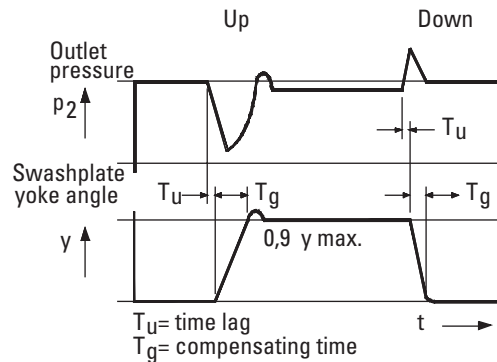 Up
Down
Outlet
pressure
p2
Tu
Swashplate
yoke angle
Tu
Tg
Tg
y
0,9 y max.
Tu= time lag
t
Tg= compensating time